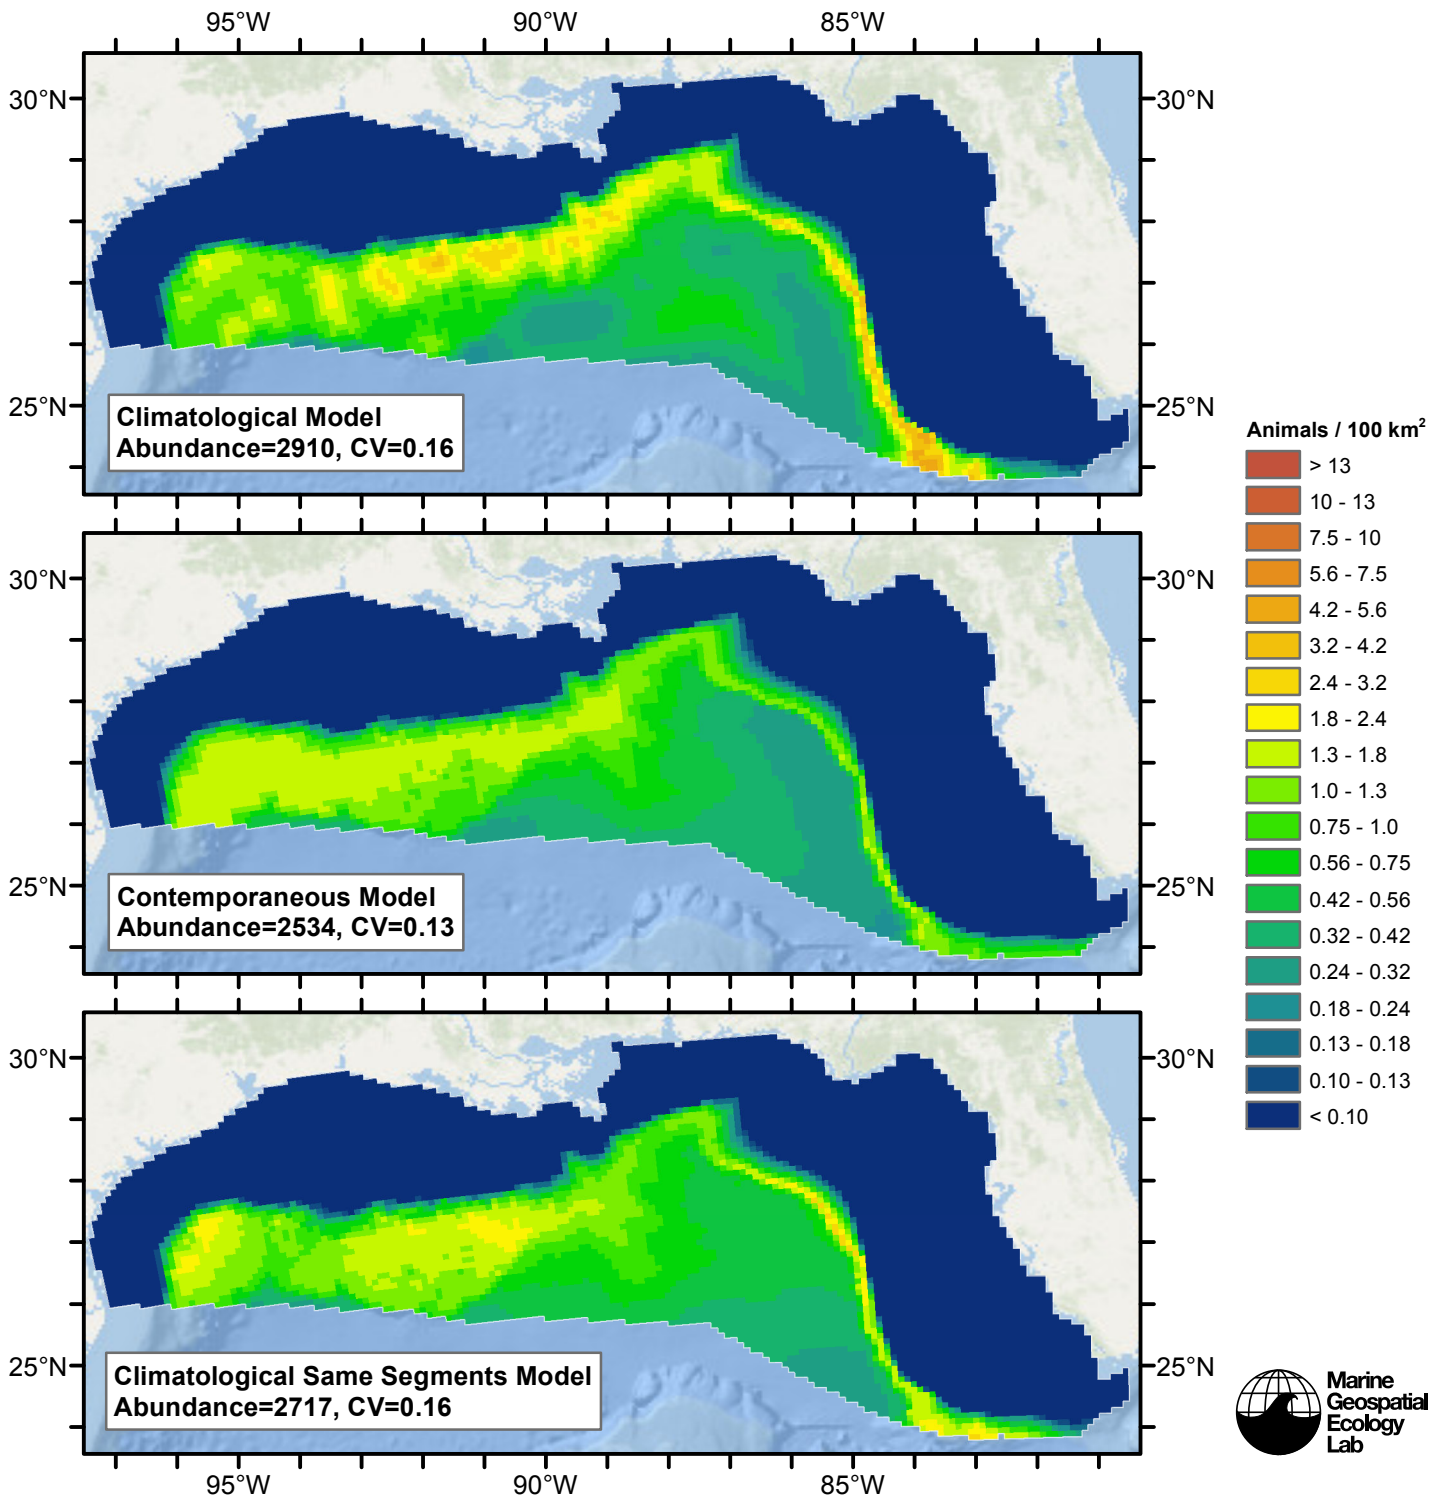 95°W 90°W 85°W
30°N 30°N
25°N 25°N
Climatological Model
Abundance=2910, CV=0.16
30°N 30°N
25°N 25°N
Contemporaneous Model
Abundance=2534, CV=0.13
30°N 30°N
25°N 25°N
Climatological Same Segments Model
Abundance=2717, CV=0.16
95°W 90°W 85°W
Animals / 100 km²
> 13
10 - 13
7.5 - 10
5.6 - 7.5
4.2 - 5.6
3.2 - 4.2
2.4 - 3.2
1.8 - 2.4
1.3 - 1.8
1.0 - 1.3
0.75 - 1.0
0.56 - 0.75
0.42 - 0.56
0.32 - 0.42
0.24 - 0.32
0.18 - 0.24
0.13 - 0.18
0.10 - 0.13
< 0.10
Marine
Geospatial
Ecology
Lab